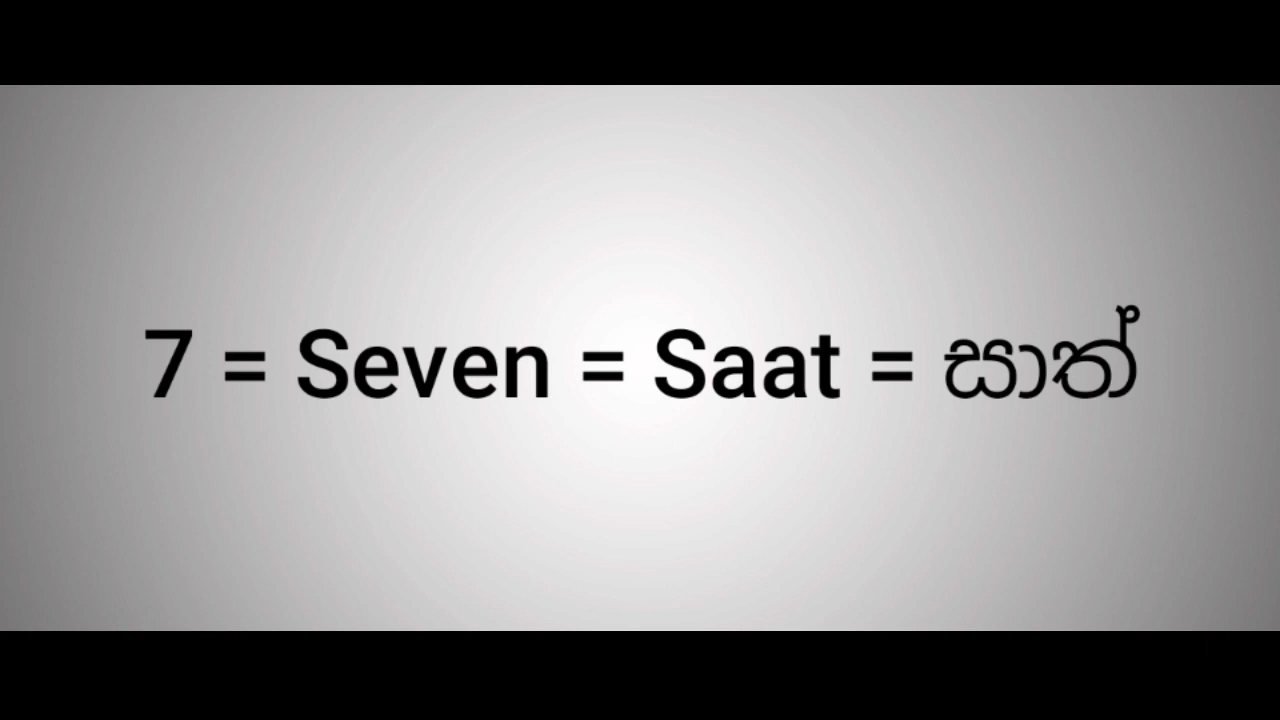 7 = Seven = Saat = සාත්